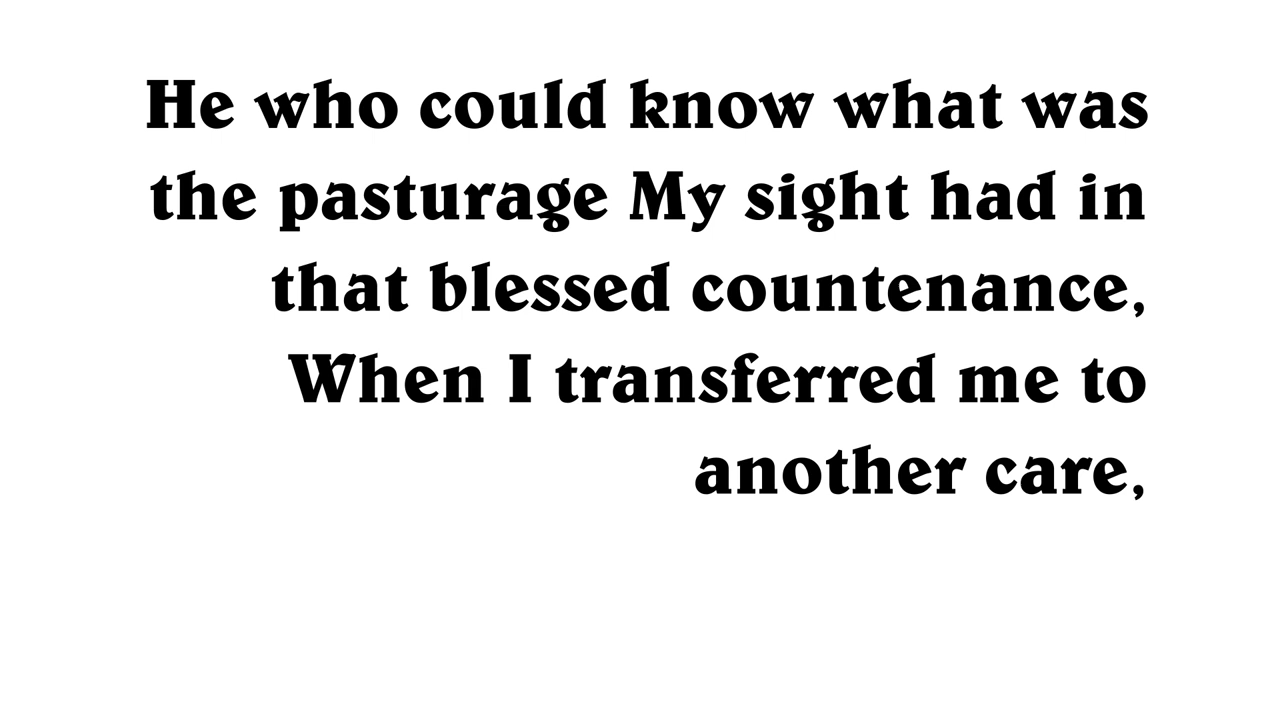 He who could know what was
the pasturage My sight had in
that blessed countenance,
When I transferred me to
another care,